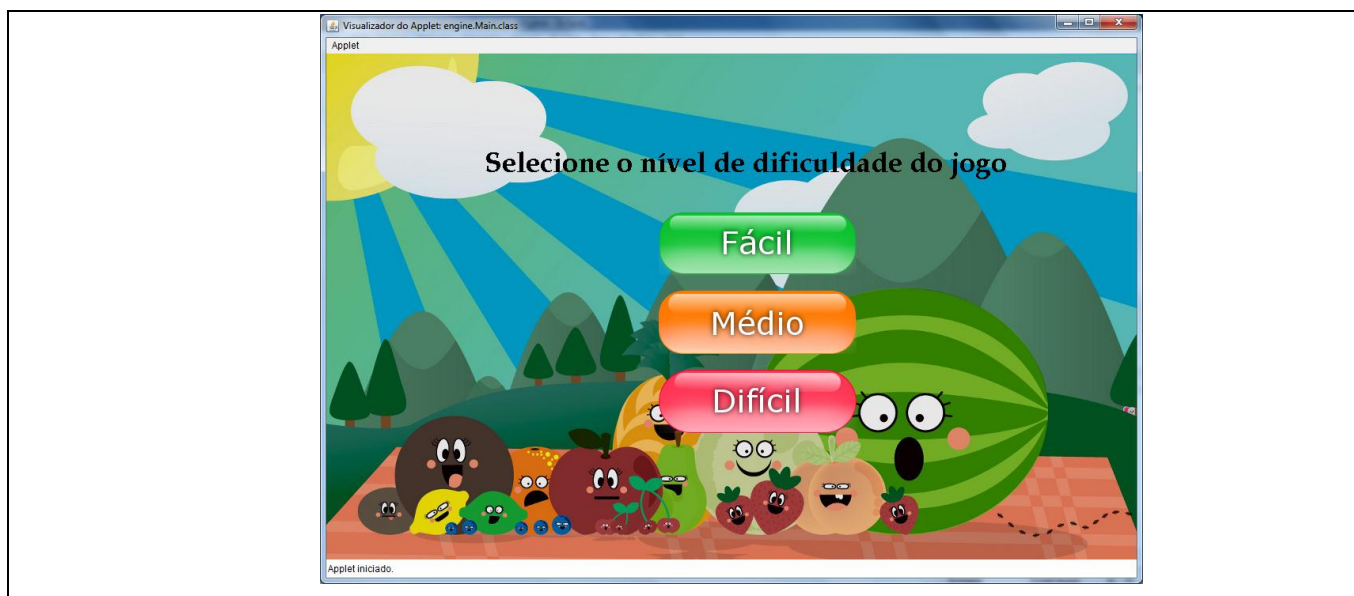 Visualizador do Applet: engine.Main.class
Applet
Selecione o nível de dificuldade do jogo
Fácil
Médio
Difícil
Applet iniciado.